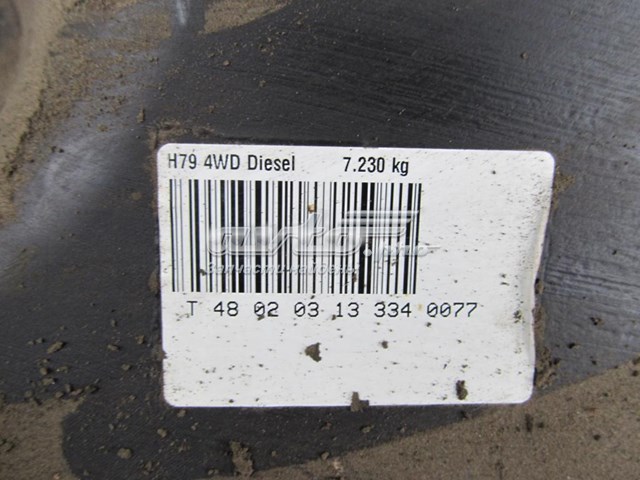 H79 4WD Diesel 7.230 kg
T 48 02 03 13 334 0077